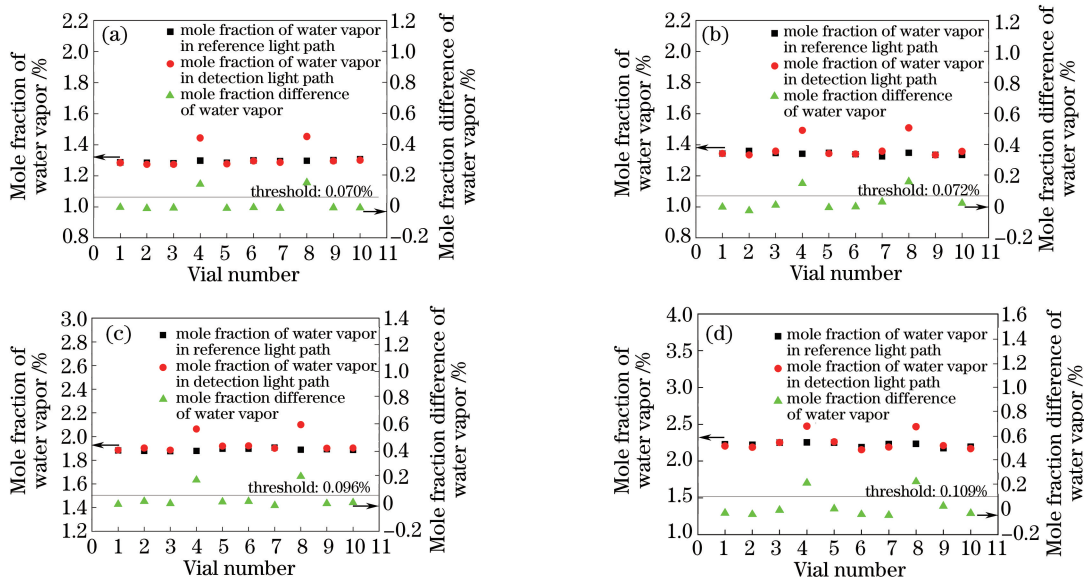 (a)
mole fraction of water vapor
in reference light path
mole fraction of water vapor
in detection light path
mole fraction difference
of water vapor
threshold: 0.070%
2.2
2.0
1.8
1.6
1.4
1.2
1.0
0.8
1.2
1.0
0.8
0.6
0.4
0.2
0
−0.2
0 1 2 3 4 5 6 7 8 9 10 11
Vial number
Mole fraction of
water vapor /%
Mole fraction difference of
water vapor /%
(b)
mole fraction of water vapor
in reference light path
mole fraction of water vapor
in detection light path
mole fraction difference
of water vapor
threshold: 0.072%
2.2
2.0
1.8
1.6
1.4
1.2
1.0
0.8
1.2
1.0
0.8
0.6
0.4
0.2
0
−0.2
0 1 2 3 4 5 6 7 8 9 10 11
Vial number
Mole fraction of
water vapor /%
Mole fraction difference of
water vapor /%
(c)
mole fraction of water vapor
in reference light path
mole fraction of water vapor
in detection light path
mole fraction difference
of water vapor
threshold: 0.096%
3.0
2.8
2.6
2.4
2.2
2.0
1.8
1.6
1.4
1.2
1.4
1.2
1.0
0.8
0.6
0.4
0.2
0
−0.2
0 1 2 3 4 5 6 7 8 9 10 11
Vial number
Mole fraction of
water vapor /%
Mole fraction difference of
water vapor /%
(d)
mole fraction of water vapor
in reference light path
mole fraction of water vapor
in detection light path
mole fraction difference
of water vapor
threshold: 0.109%
4.0
3.5
3.0
2.5
2.0
1.5
1.0
1.6
1.4
1.2
1.0
0.8
0.6
0.4
0.2
0
−0.2
0 1 2 3 4 5 6 7 8 9 10 11
Vial number
Mole fraction of
water vapor /%
Mole fraction difference of
water vapor /%